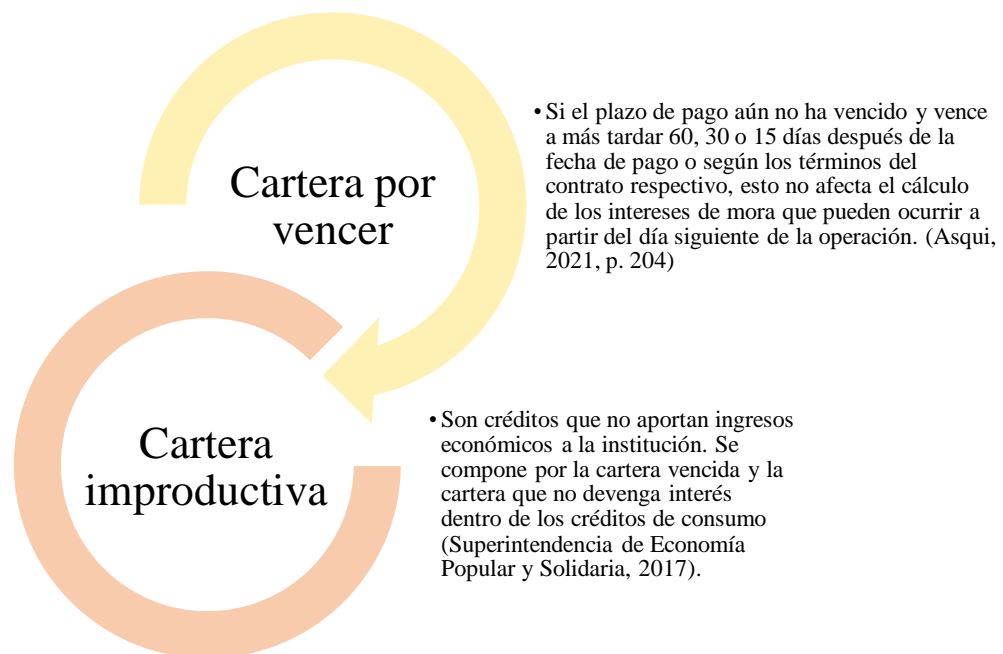 Cartera por
vencer
• Si el plazo de pago aún no ha vencido y vence
a más tardar 60, 30 o 15 días después de la
fecha de pago o según los términos del
contrato respectivo, esto no afecta el cálculo
de los intereses de mora que pueden ocurrir a
partir del día siguiente de la operación. (Asqui,
2021, p. 204)
Cartera
improductiva
• Son créditos que no aportan ingresos
económicos a la institución. Se
compone por la cartera vencida y la
cartera que no devenga interés
dentro de los créditos de consumo
(Superintendencia de Economía
Popular y Solidaria, 2017).